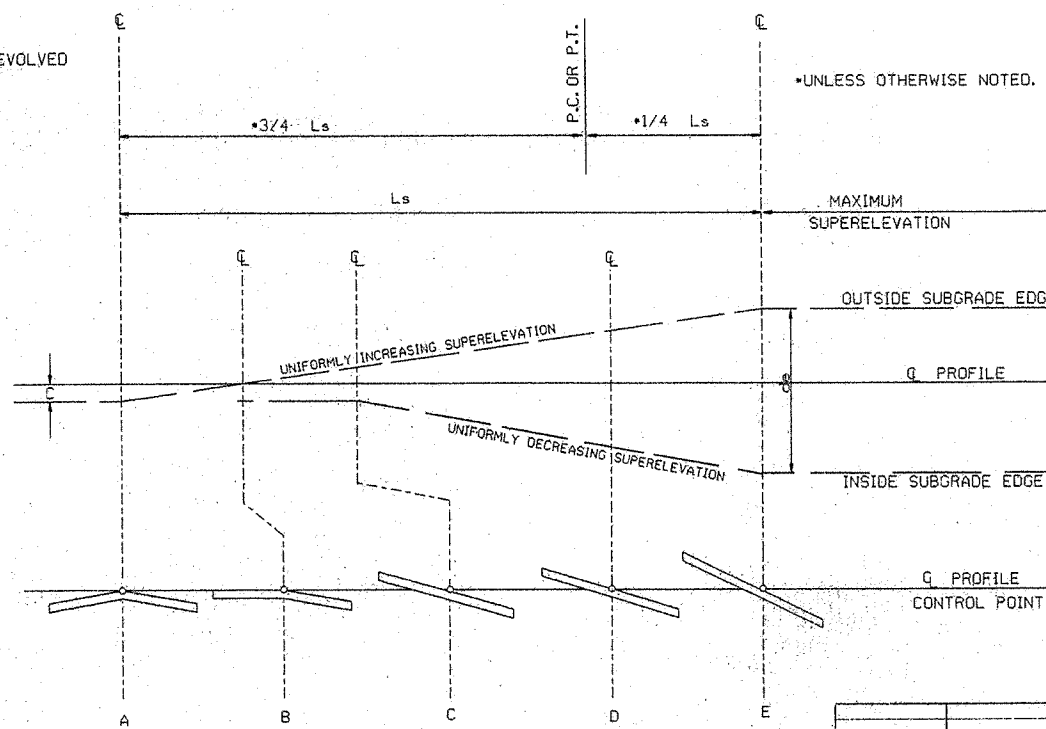 ℄
℄
EVOLVED
P.C. OR P.T.
*UNLESS OTHERWISE NOTED.
*3/4 Ls
*1/4 Ls
Ls
MAXIMUM
SUPERELEVATION
℄
℄
℄
OUTSIDE SUBGRADE EDG
UNIFORMLY INCREASING SUPERELEVATION
C
℄ PROFILE
UNIFORMLY DECREASING SUPERELEVATION
INSIDE SUBGRADE EDGE
℄ PROFILE
CONTROL POINT
A
B
C
D
E